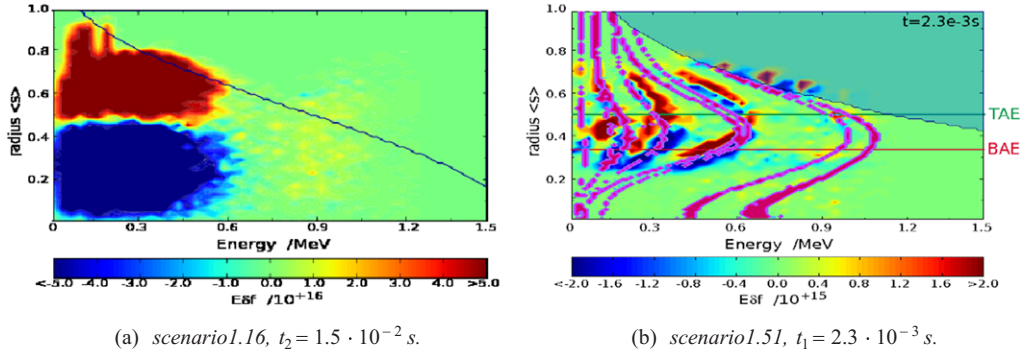 1.0
0.8
0.6
0.4
0.2
radius <s>
0 0.3 0.6 0.9 1.2 1.5
Energy /MeV
<-5.0 -4.0 -3.0 -2.0 -1.0 0.0 1.0 2.0 3.0 4.0 >5.0
Eδf /10+16
(a) scenario1.16, t2 = 1.5 · 10−2 s.
t=2.3e-3s
1.0
0.8
0.6
0.4
0.2
radius <s>
TAE
BAE
0 0.3 0.6 0.9 1.2 1.5
Energy /MeV
<-2.0 -1.6 -1.2 -0.8 -0.4 0.0 0.4 0.8 1.2 1.6 >2.0
Eδf /10+15
(b) scenario1.51, t1 = 2.3 · 10−3 s.